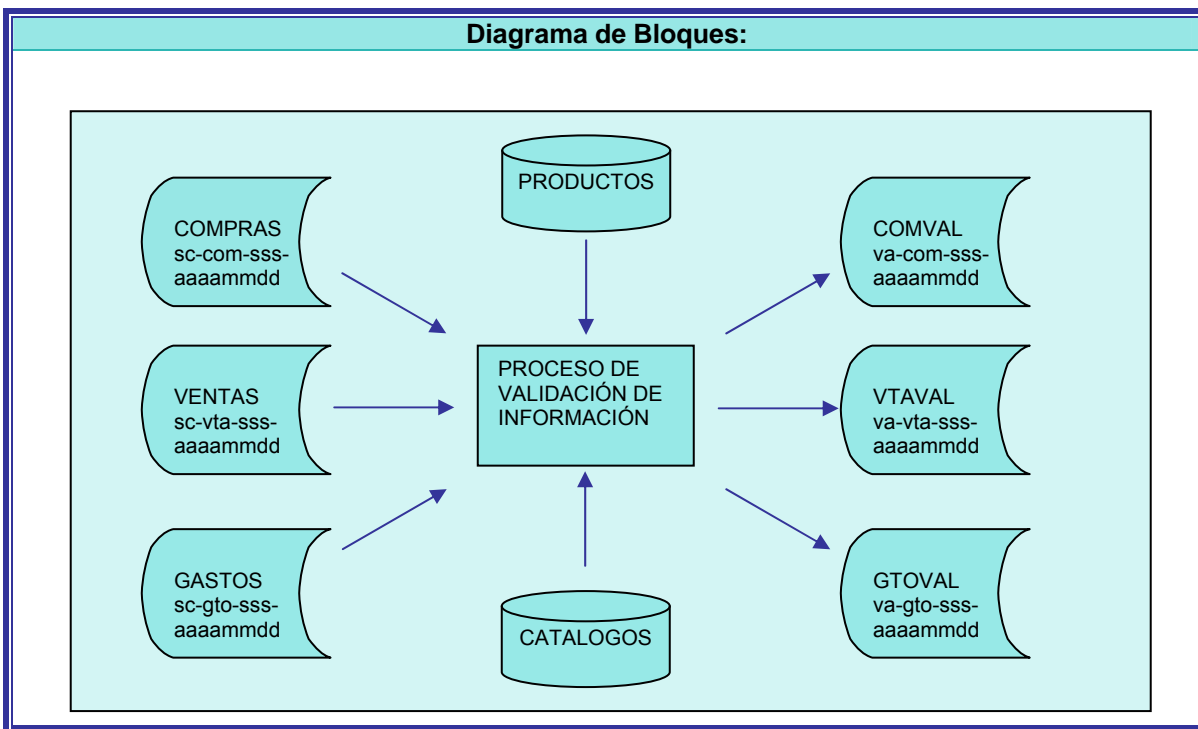 Diagrama de Bloques:
PRODUCTOS
COMPRAS
sc-com-sss-
aaaammdd
COMVAL
va-com-sss-
aaaammdd
VENTAS
sc-vta-sss-
aaaammdd
PROCESO DE
VALIDACIÓN DE
INFORMACIÓN
VTAVAL
va-vta-sss-
aaaammdd
GASTOS
sc-gto-sss-
aaaammdd
CATALOGOS
GTOVAL
va-gto-sss-
aaaammdd